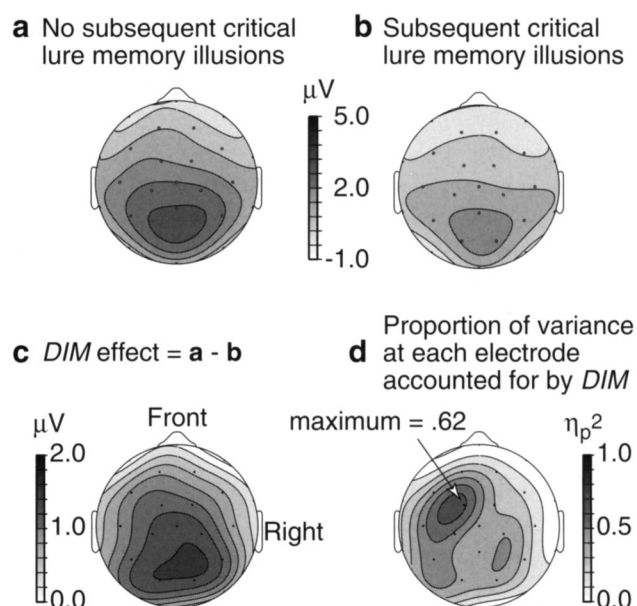 a No subsequent critical
lure memory illusions
b Subsequent critical
lure memory illusions
μV
5.0
2.0
-1.0
c DIM effect = a - b
d Proportion of variance
at each electrode
accounted for by DIM
μV
2.0
1.0
0.0
Front
Right
maximum = .62
ηp²
1.0
0.5
0.0